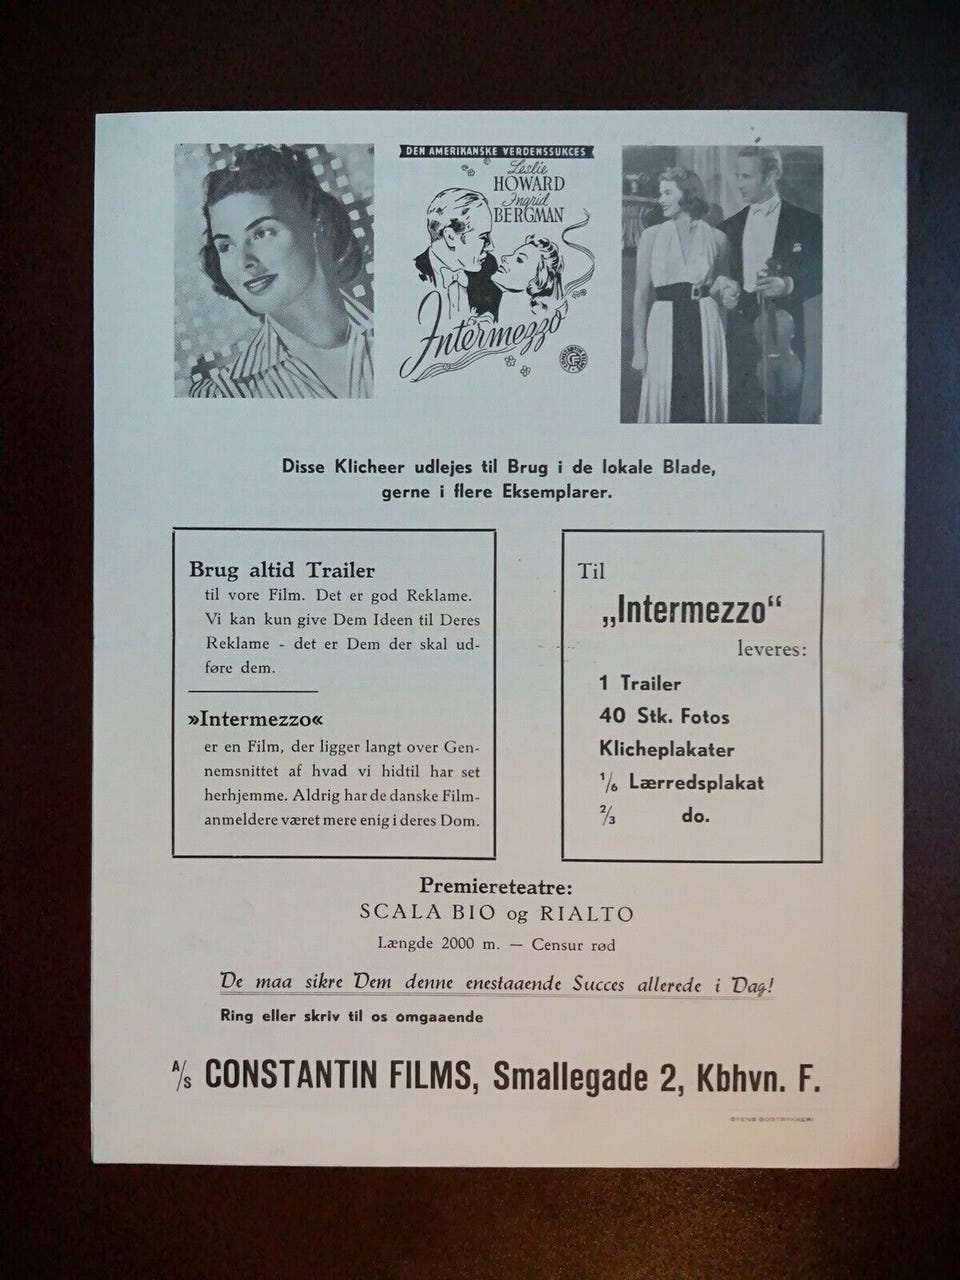 DEN AMERIKANSKE VERDENSSUKCES
Leslie
HOWARD
Ingrid
BERGMAN
Intermezzo
Disse Klicheer udlejes til Brug i de lokale Blade,
gerne i flere Eksemplarer.
Brug altid Trailer
til vore Film. Det er god Reklame.
Vi kan kun give Dem Ideen til Deres
Reklame - det er Dem der skal ud-
føre dem.
»Intermezzo«
er en Film, der ligger langt over Gen-
nemsnittet af hvad vi hidtil har set
herhjemme. Aldrig har de danske Film-
anmeldere været mere enig i deres Dom.
Til
„Intermezzo“
leveres:
1 Trailer
40 Stk. Fotos
Klicheplakater
1/6 Lærredsplakat
2/3 do.
Premiereteatre:
SCALA BIO og RIALTO
Længde 2000 m. — Censur rød
De maa sikre Dem denne enestaaende Succes allerede i Dag!
Ring eller skriv til os omgaaende
A/S CONSTANTIN FILMS, Smallegade 2, Kbhvn. F.